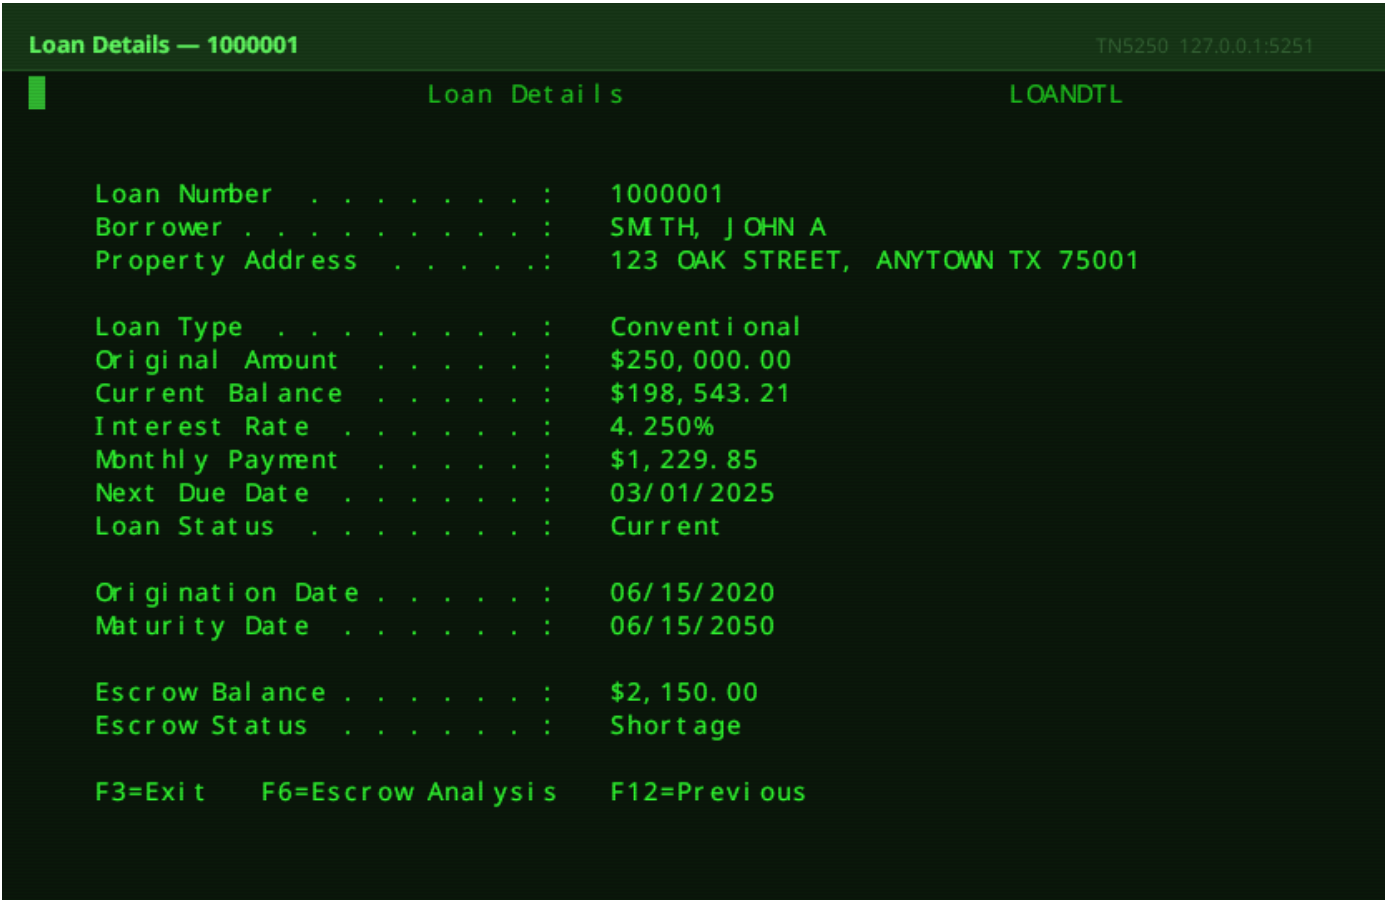 Loan Details — 1000001
TN5250 127.0.0.1:5251
Loan Details LOANDTL
Loan Number . . . . . . . : 1000001
Borrower . . . . . . . . . : SMITH, JOHN A
Property Address . . . . .: 123 OAK STREET, ANYTOWN TX 75001
Loan Type . . . . . . . . : Conventional
Original Amount . . . . . : $250,000.00
Current Balance . . . . . : $198,543.21
Interest Rate . . . . . . : 4.250%
Monthly Payment . . . . . : $1,229.85
Next Due Date . . . . . . : 03/01/2025
Loan Status . . . . . . . : Current
Origination Date . . . . . : 06/15/2020
Maturity Date . . . . . . : 06/15/2050
Escrow Balance . . . . . . : $2,150.00
Escrow Status . . . . . . : Shortage
F3=Exit F6=Escrow Analysis F12=Previous